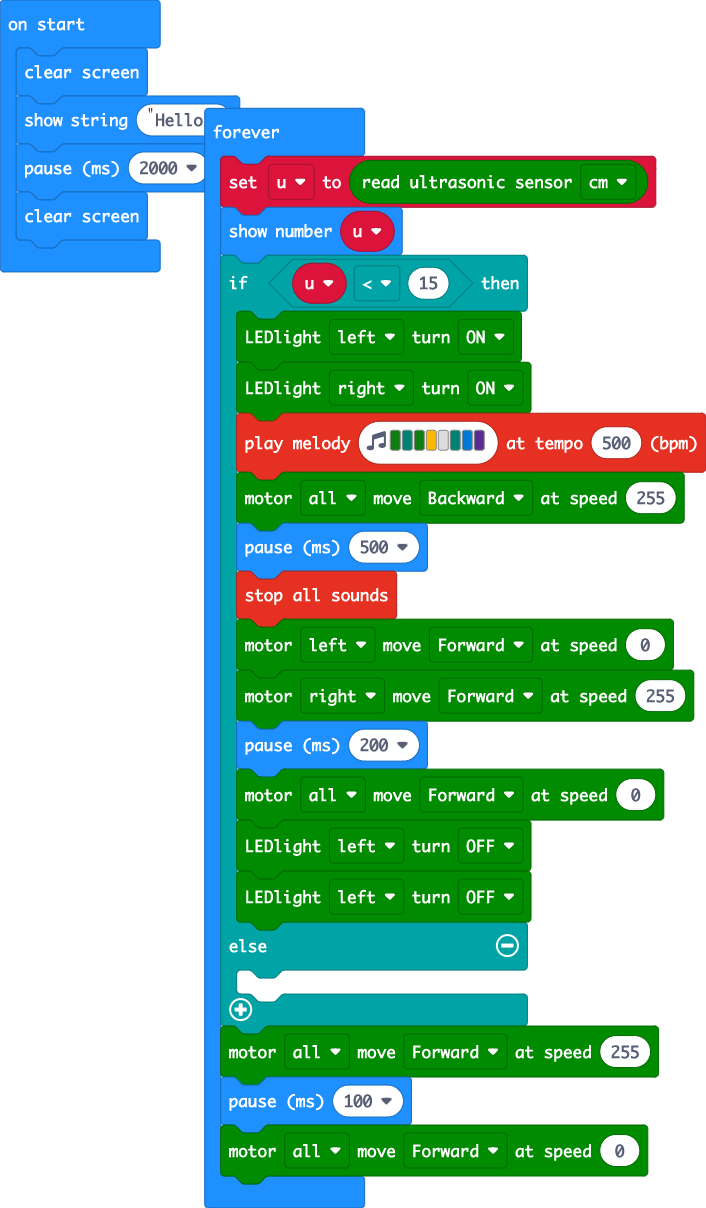 on start
clear screen
show string "Hello
pause (ms) 2000
clear screen
forever
set u to read ultrasonic sensor cm
show number u
if u < 15 then
LEDlight left turn ON
LEDlight right turn ON
play melody at tempo 500 (bpm)
motor all move Backward at speed 255
pause (ms) 500
stop all sounds
motor left move Forward at speed 0
motor right move Forward at speed 255
pause (ms) 200
motor all move Forward at speed 0
LEDlight left turn OFF
LEDlight left turn OFF
else
motor all move Forward at speed 255
pause (ms) 100
motor all move Forward at speed 0